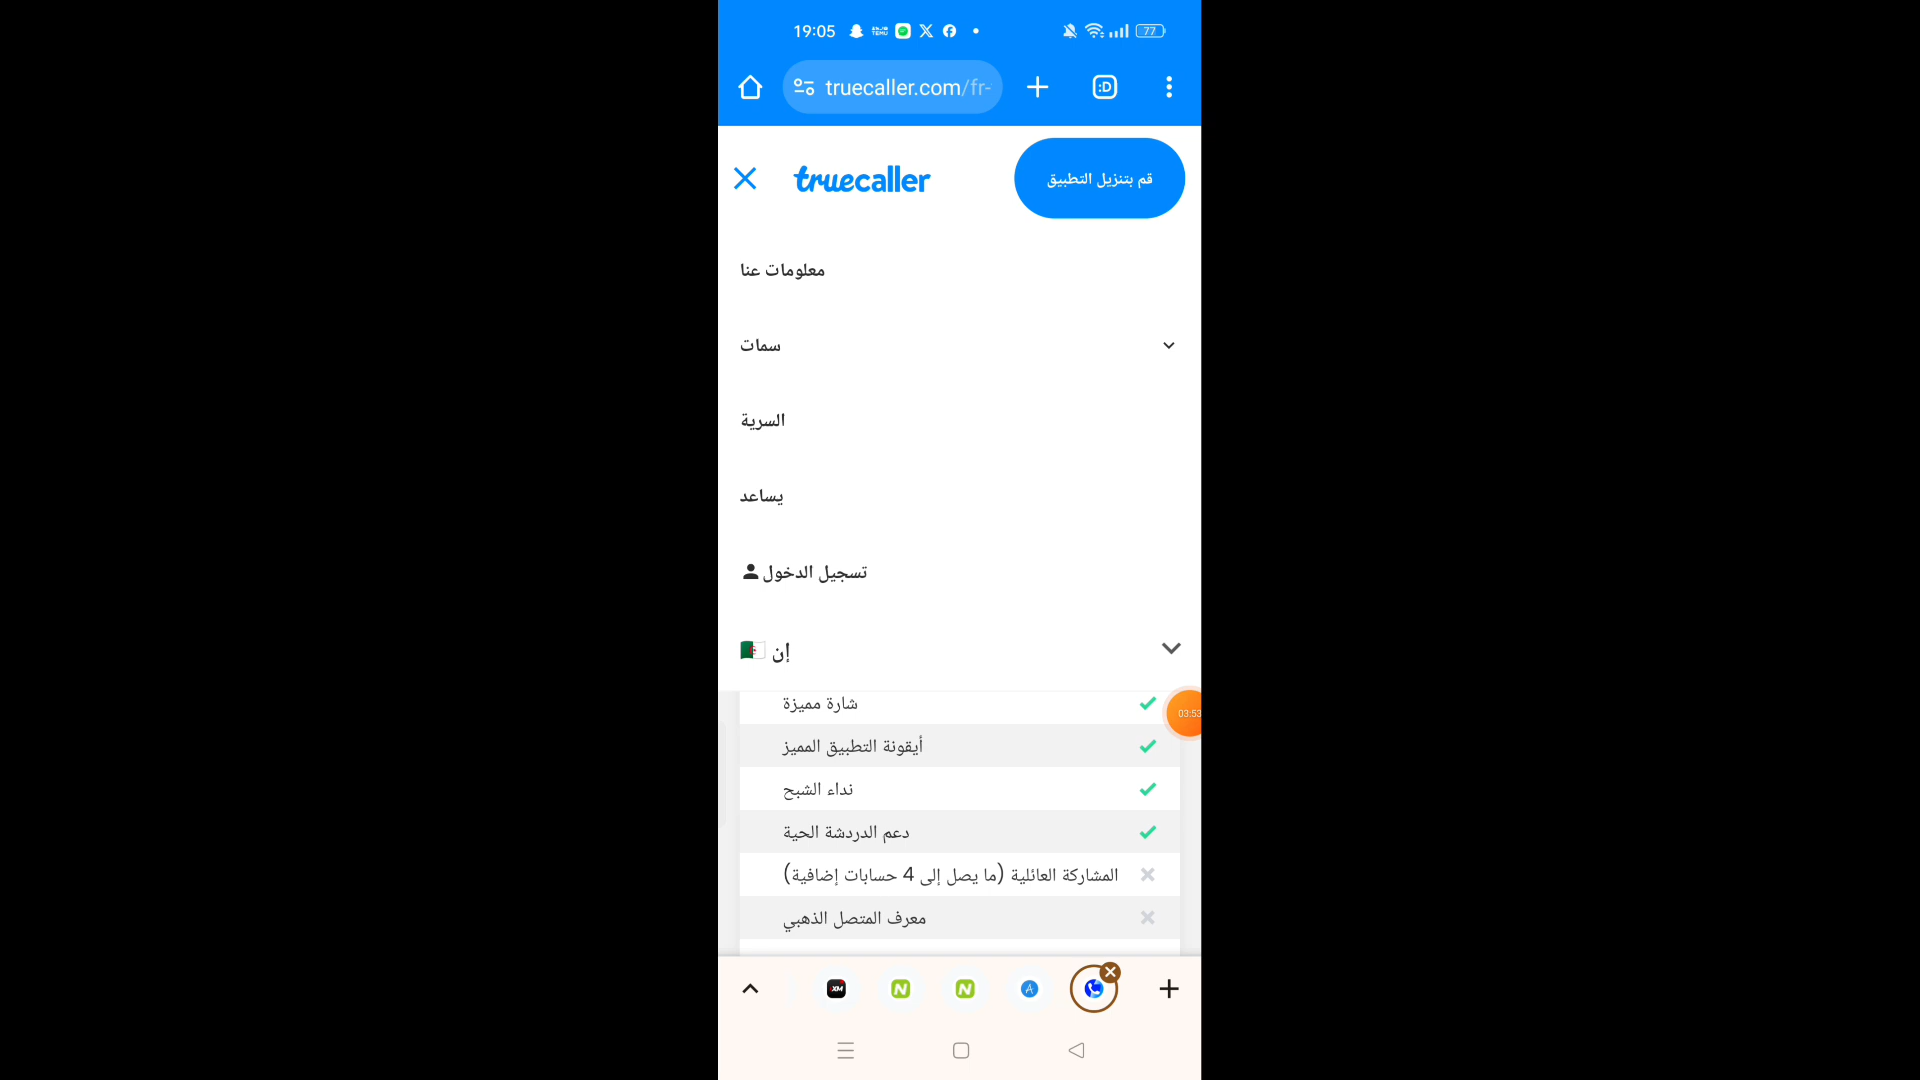 19:05
77
truecaller.com/fr-
:D
truecaller
قم بتنزيل التطبيق
معلومات عنا
سمات
السرية
يساعد
تسجيل الدخول
إن
شارة مميزة
03:53
أيقونة التطبيق المميز
نداء الشبح
دعم الدردشة الحية
المشاركة العائلية (ما يصل إلى 4 حسابات إضافية)
معرف المتصل الذهبي
XM
N
N
A